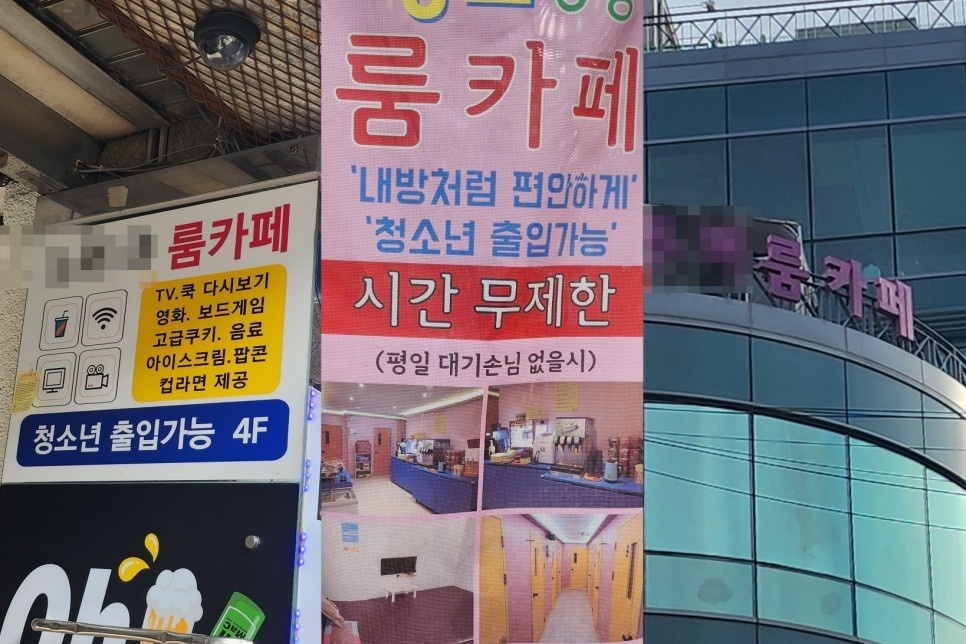 룸카페
TV.쿡 다시보기
영화. 보드게임
고급쿠키. 음료
아이스크림.팝콘
컵라면 제공
청소년 출입가능 4F
Oh
Mac
룸카페
'내방처럼 편안하게'
'청소년 출입가능'
시간 무제한
(평일 대기손님 없을시)
룸카페